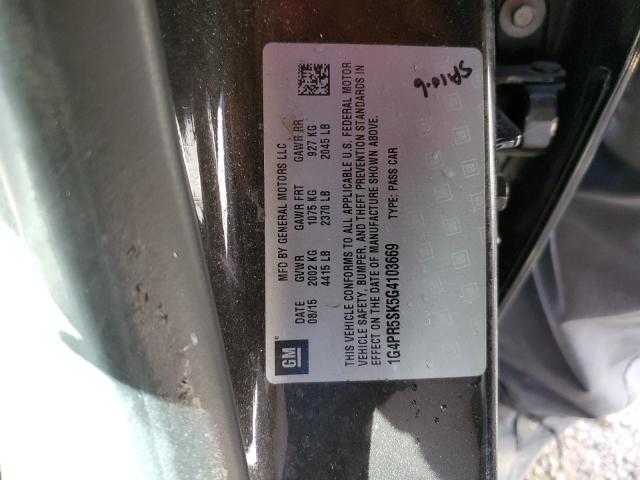 MFD BY GENERAL MOTORS LLC
DATE GVWR GAWR FRT GAWR RR
08/15 2002 KG 1075 KG 927 KG
4415 LB 2370 LB 2045 LB
THIS VEHICLE CONFORMS TO ALL APPLICABLE U.S. FEDERAL MOTOR
VEHICLE SAFETY, BUMPER, AND THEFT PREVENTION STANDARDS IN
EFFECT ON THE DATE OF MANUFACTURE SHOWN ABOVE.
1G4PR5SK5G4103669 TYPE: PASS CAR
GM